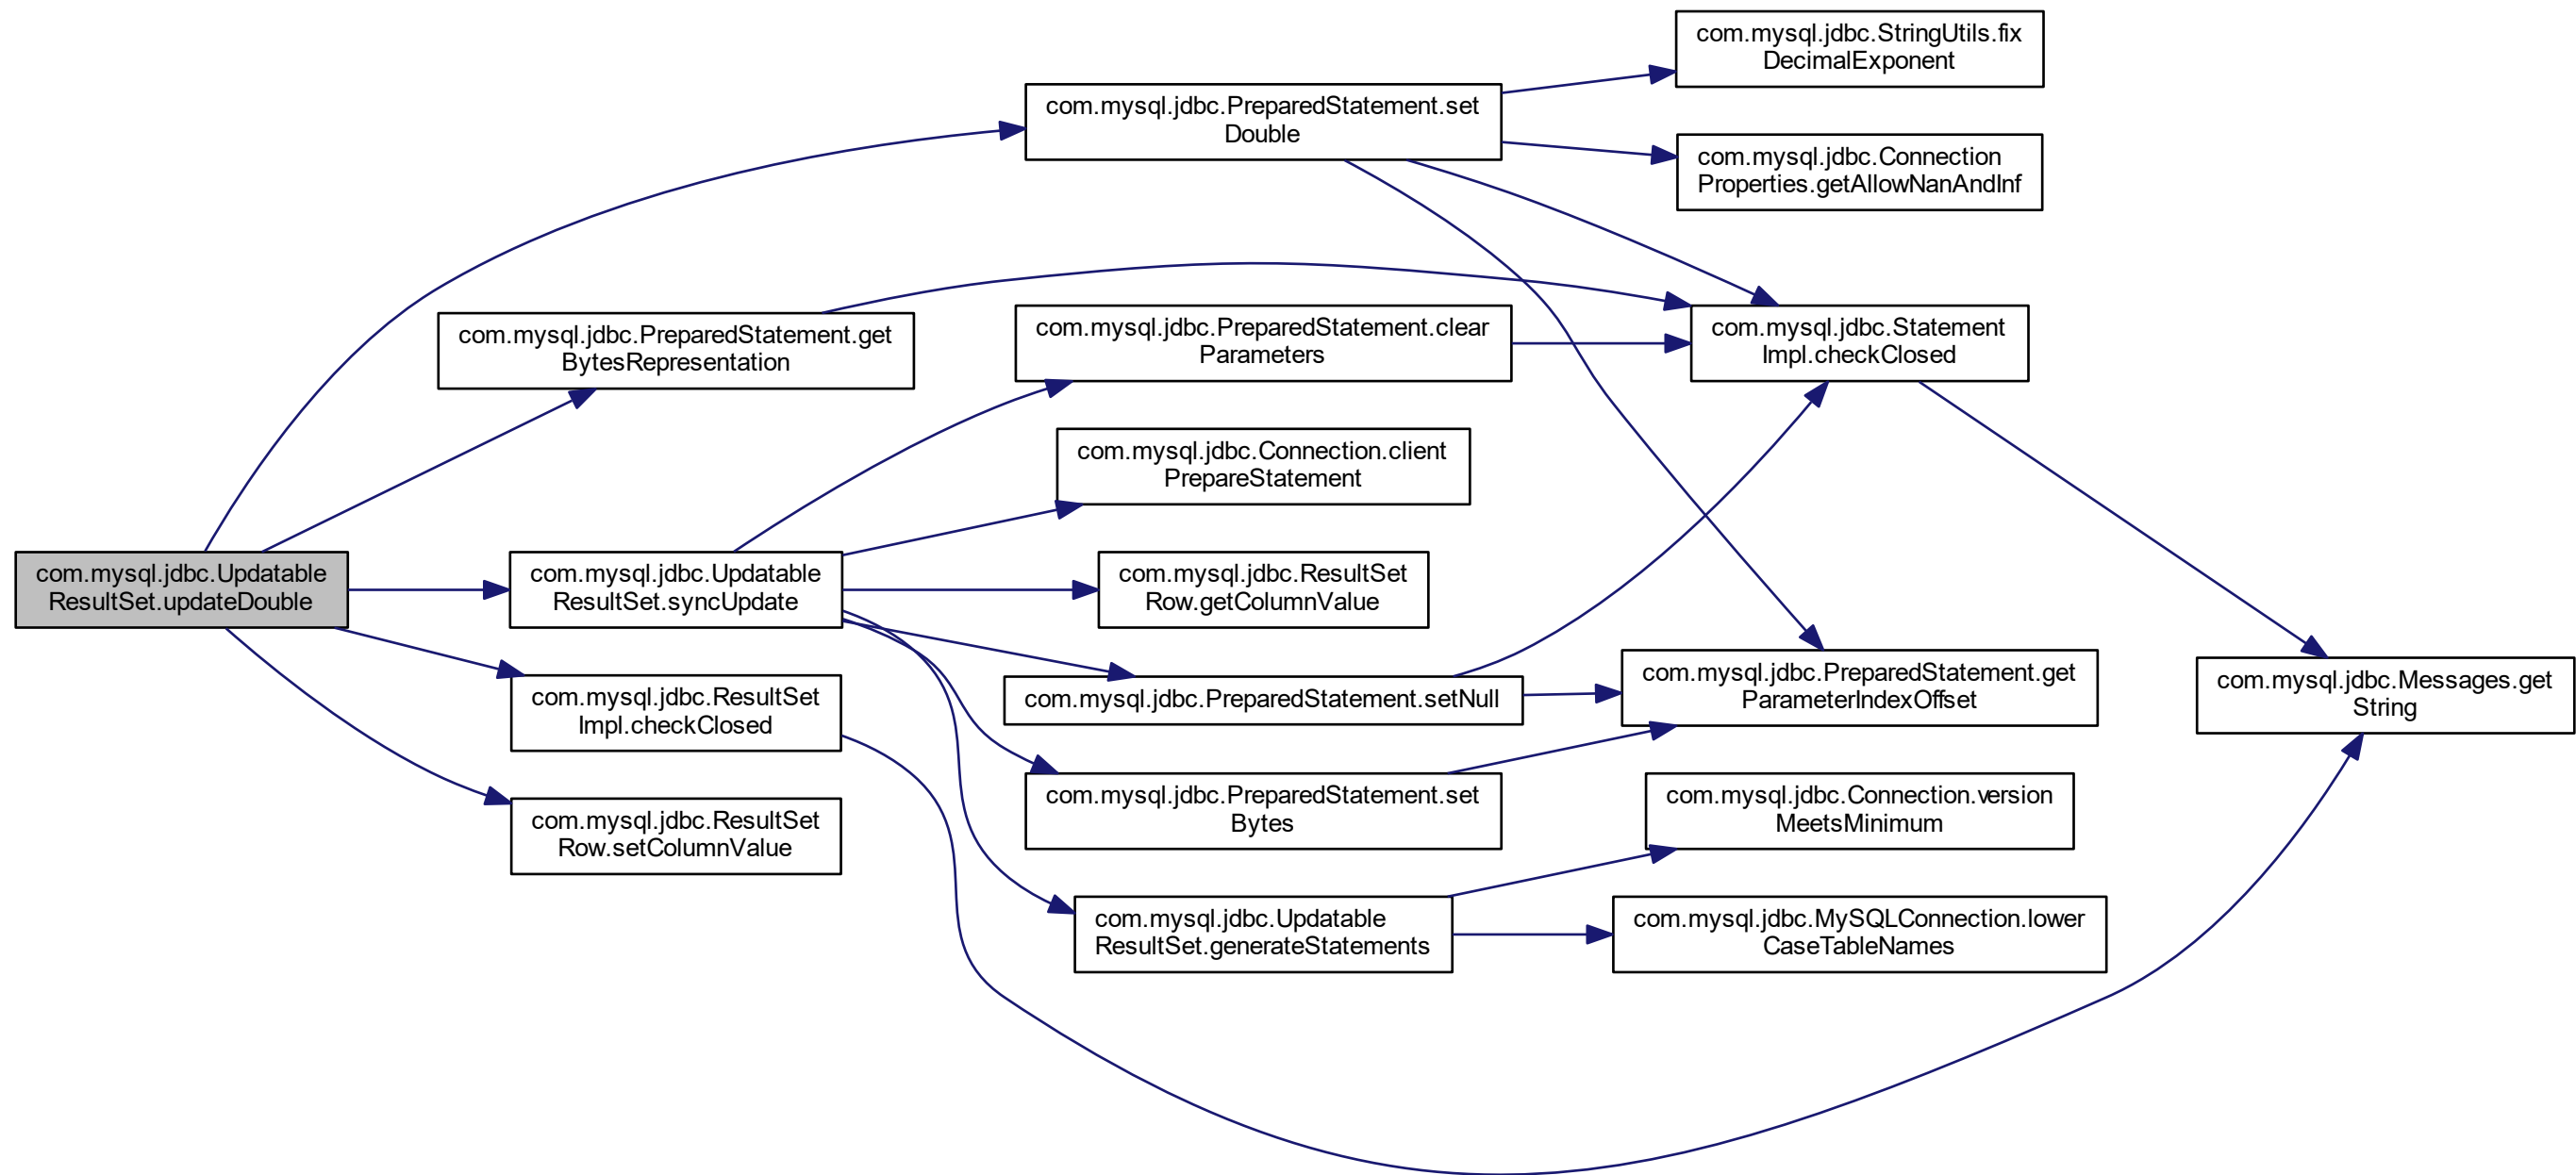 com.mysql.jdbc.StringUtils.fix
DecimalExponent
com.mysql.jdbc.PreparedStatement.set
Double
com.mysql.jdbc.Connection
Properties.getAllowNanAndInf
com.mysql.jdbc.PreparedStatement.get
BytesRepresentation
com.mysql.jdbc.PreparedStatement.clear
Parameters
com.mysql.jdbc.Statement
Impl.checkClosed
com.mysql.jdbc.Connection.client
PrepareStatement
com.mysql.jdbc.Updatable
ResultSet.updateDouble
com.mysql.jdbc.Updatable
ResultSet.syncUpdate
com.mysql.jdbc.ResultSet
Row.getColumnValue
com.mysql.jdbc.ResultSet
Impl.checkClosed
com.mysql.jdbc.PreparedStatement.setNull
com.mysql.jdbc.PreparedStatement.get
ParameterIndexOffset
com.mysql.jdbc.Messages.get
String
com.mysql.jdbc.ResultSet
Row.setColumnValue
com.mysql.jdbc.PreparedStatement.set
Bytes
com.mysql.jdbc.Connection.version
MeetsMinimum
com.mysql.jdbc.Updatable
ResultSet.generateStatements
com.mysql.jdbc.MySQLConnection.lower
CaseTableNames